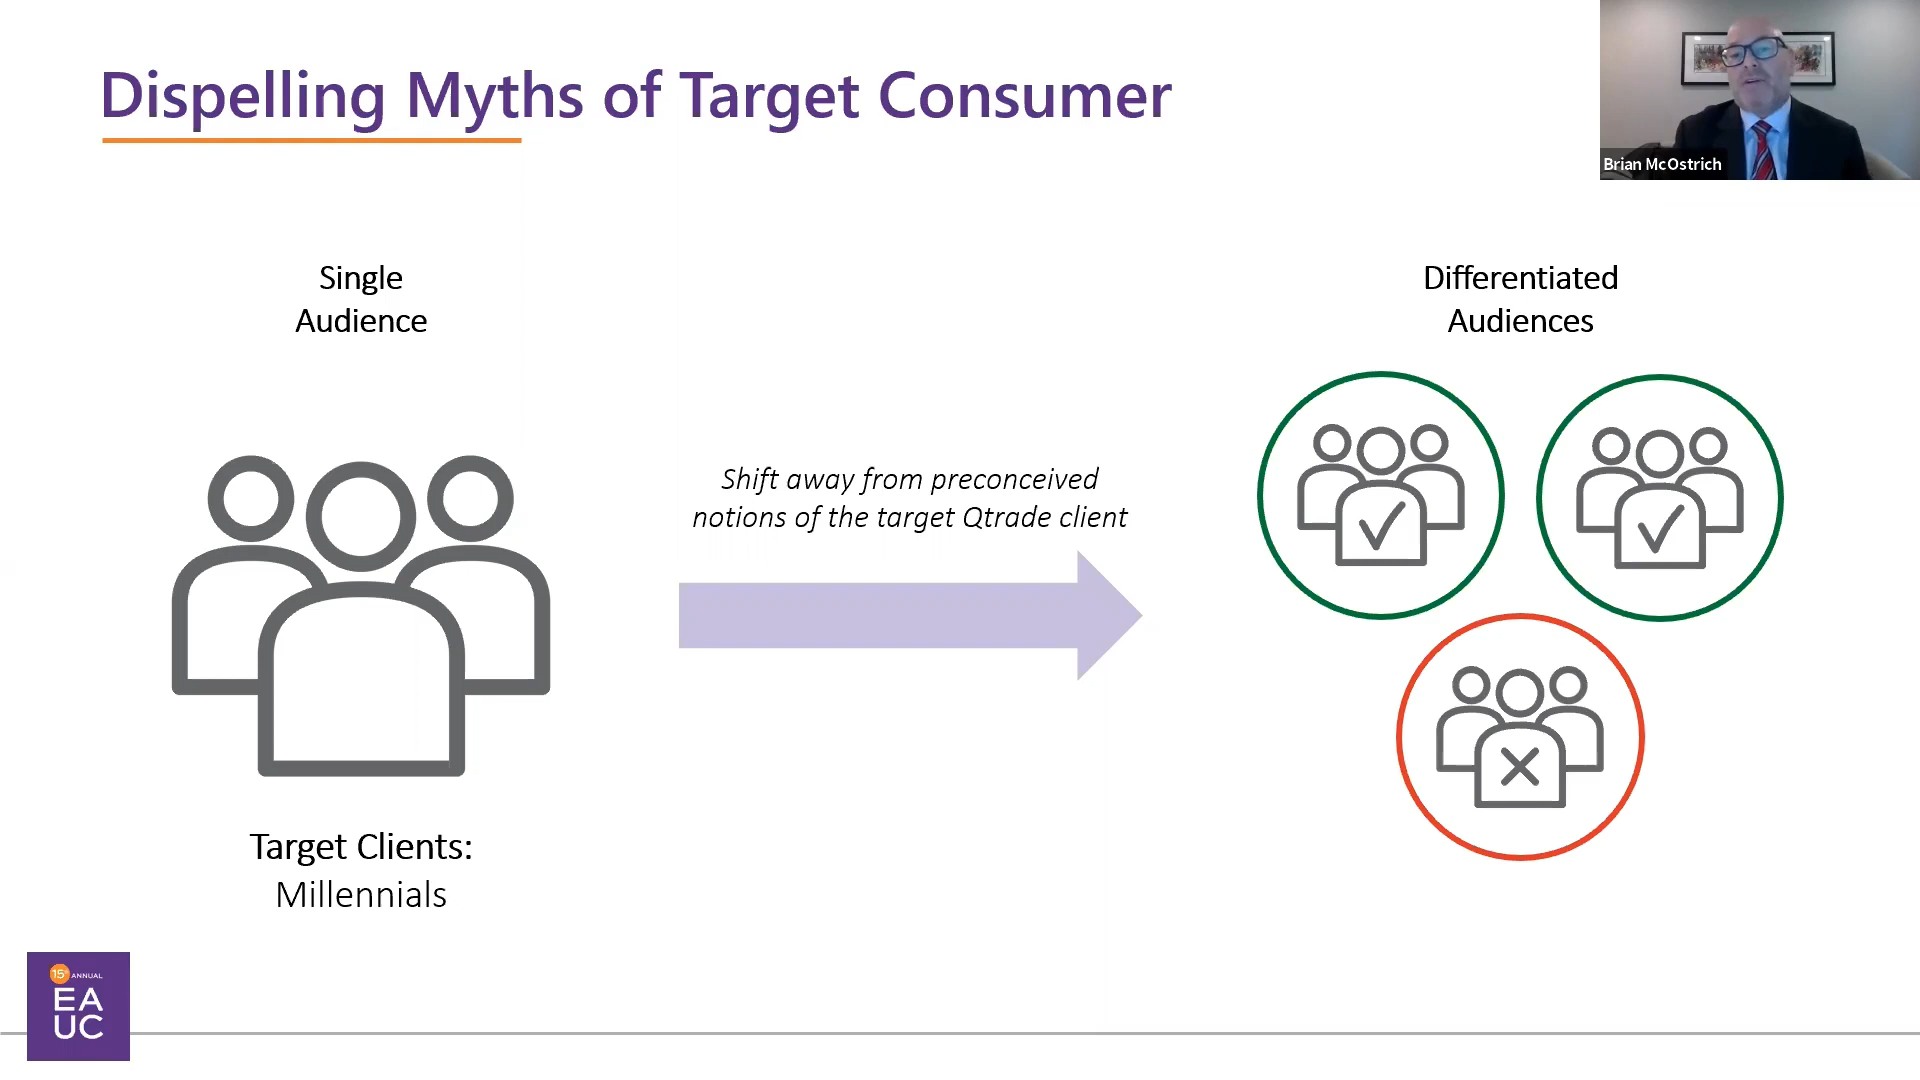 Dispelling Myths of Target Consumer
Brian McOstrich
Single
Audience
Differentiated
Audiences
Shift away from preconceived
notions of the target Qtrade client
Target Clients:
Millennials
15th ANNUAL
EA
UC